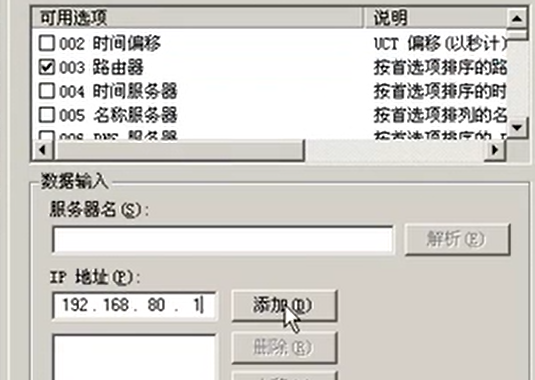 可用选项 说明
002 时间偏移 UCT 偏移(以秒计)
003 路由器 按首选项排序的路
004 时间服务器 按首选项排序的时
005 名称服务器 按首选项排列的名
006 DNS 服务器 按首选项排序的
数据输入
服务器名(S):
解析(E)
IP 地址(P):
192.168. 80 . 1 添加(D)
删除(R)